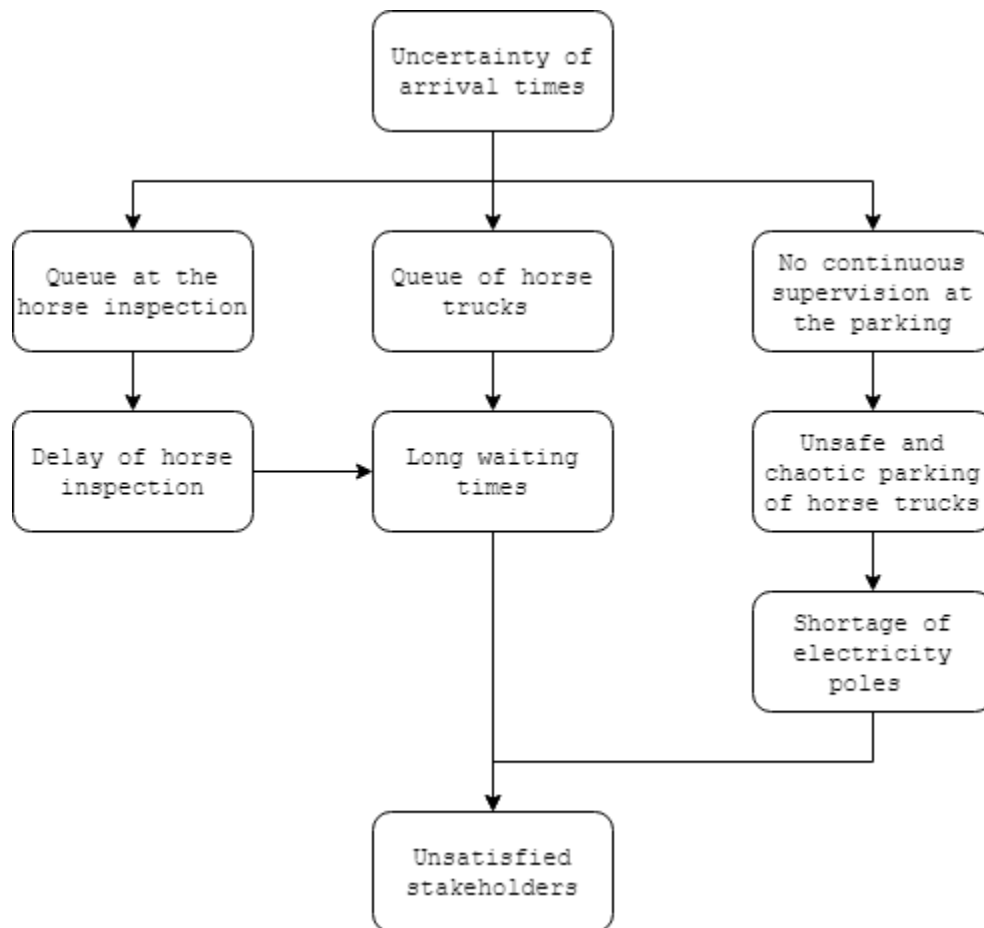 Uncertainty of
arrival times
Queue at the
horse inspection
Queue of horse
trucks
No continuous
supervision at
the parking
Delay of horse
inspection
Long waiting
times
Unsafe and
chaotic parking
of horse trucks
Shortage of
electricity
poles
Unsatisfied
stakeholders